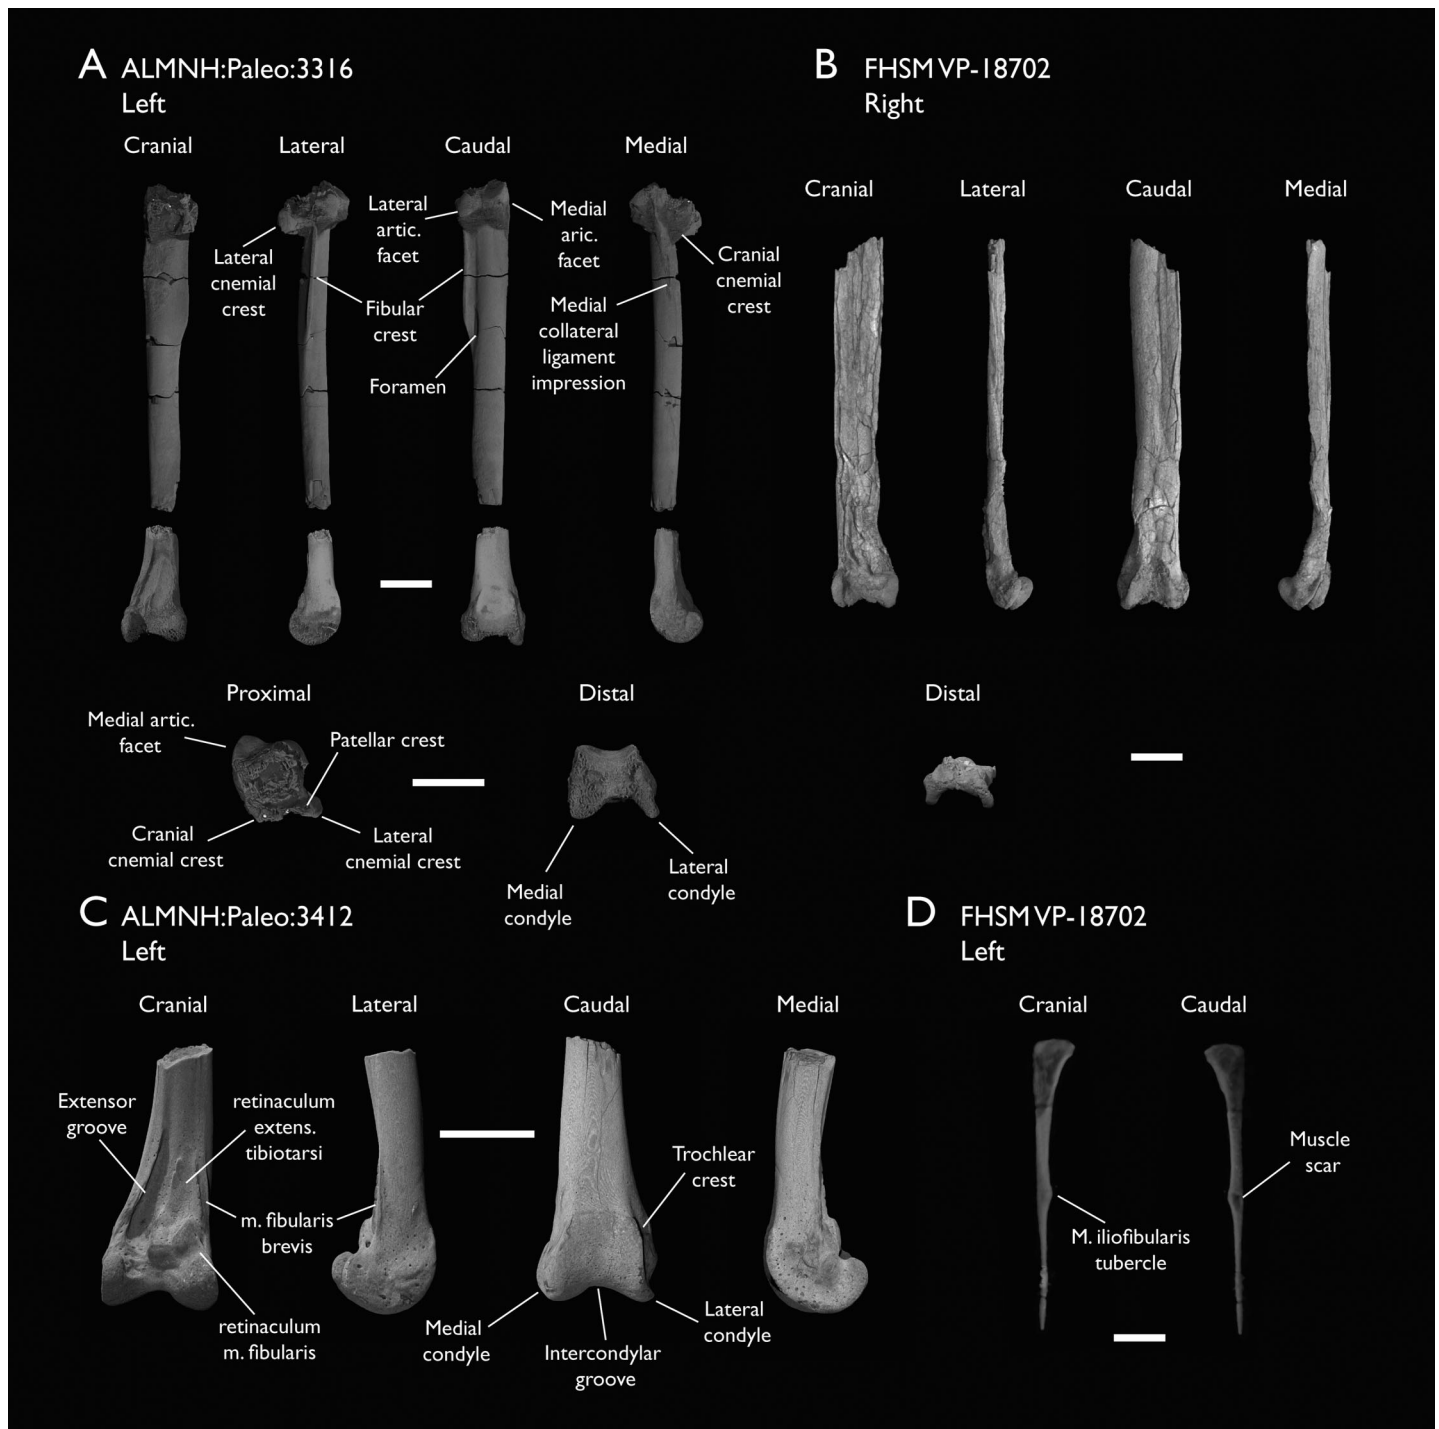 A ALMNH:Paleo:3316
Left
Cranial
Lateral
Caudal
Medial
Lateral
artic.
facet
Medial
aric.
facet
Lateral
cnemial
crest
Cranial
cnemial
crest
Fibular
crest
Medial
collateral
ligament
impression
Foramen
Proximal
Distal
Medial artic.
facet
Patellar crest
Cranial
cnemial crest
Lateral
cnemial crest
Medial
condyle
Lateral
condyle
B FHSM VP-18702
Right
Cranial
Lateral
Caudal
Medial
Distal
C ALMNH:Paleo:3412
Left
Cranial
Lateral
Caudal
Medial
Extensor
groove
retinaculum
extens.
tibiotarsi
m. fibularis
brevis
retinaculum
m. fibularis
Trochlear
crest
Medial
condyle
Intercondylar
groove
Lateral
condyle
D FHSM VP-18702
Left
Cranial
Caudal
Muscle
scar
M. iliofibularis
tubercle